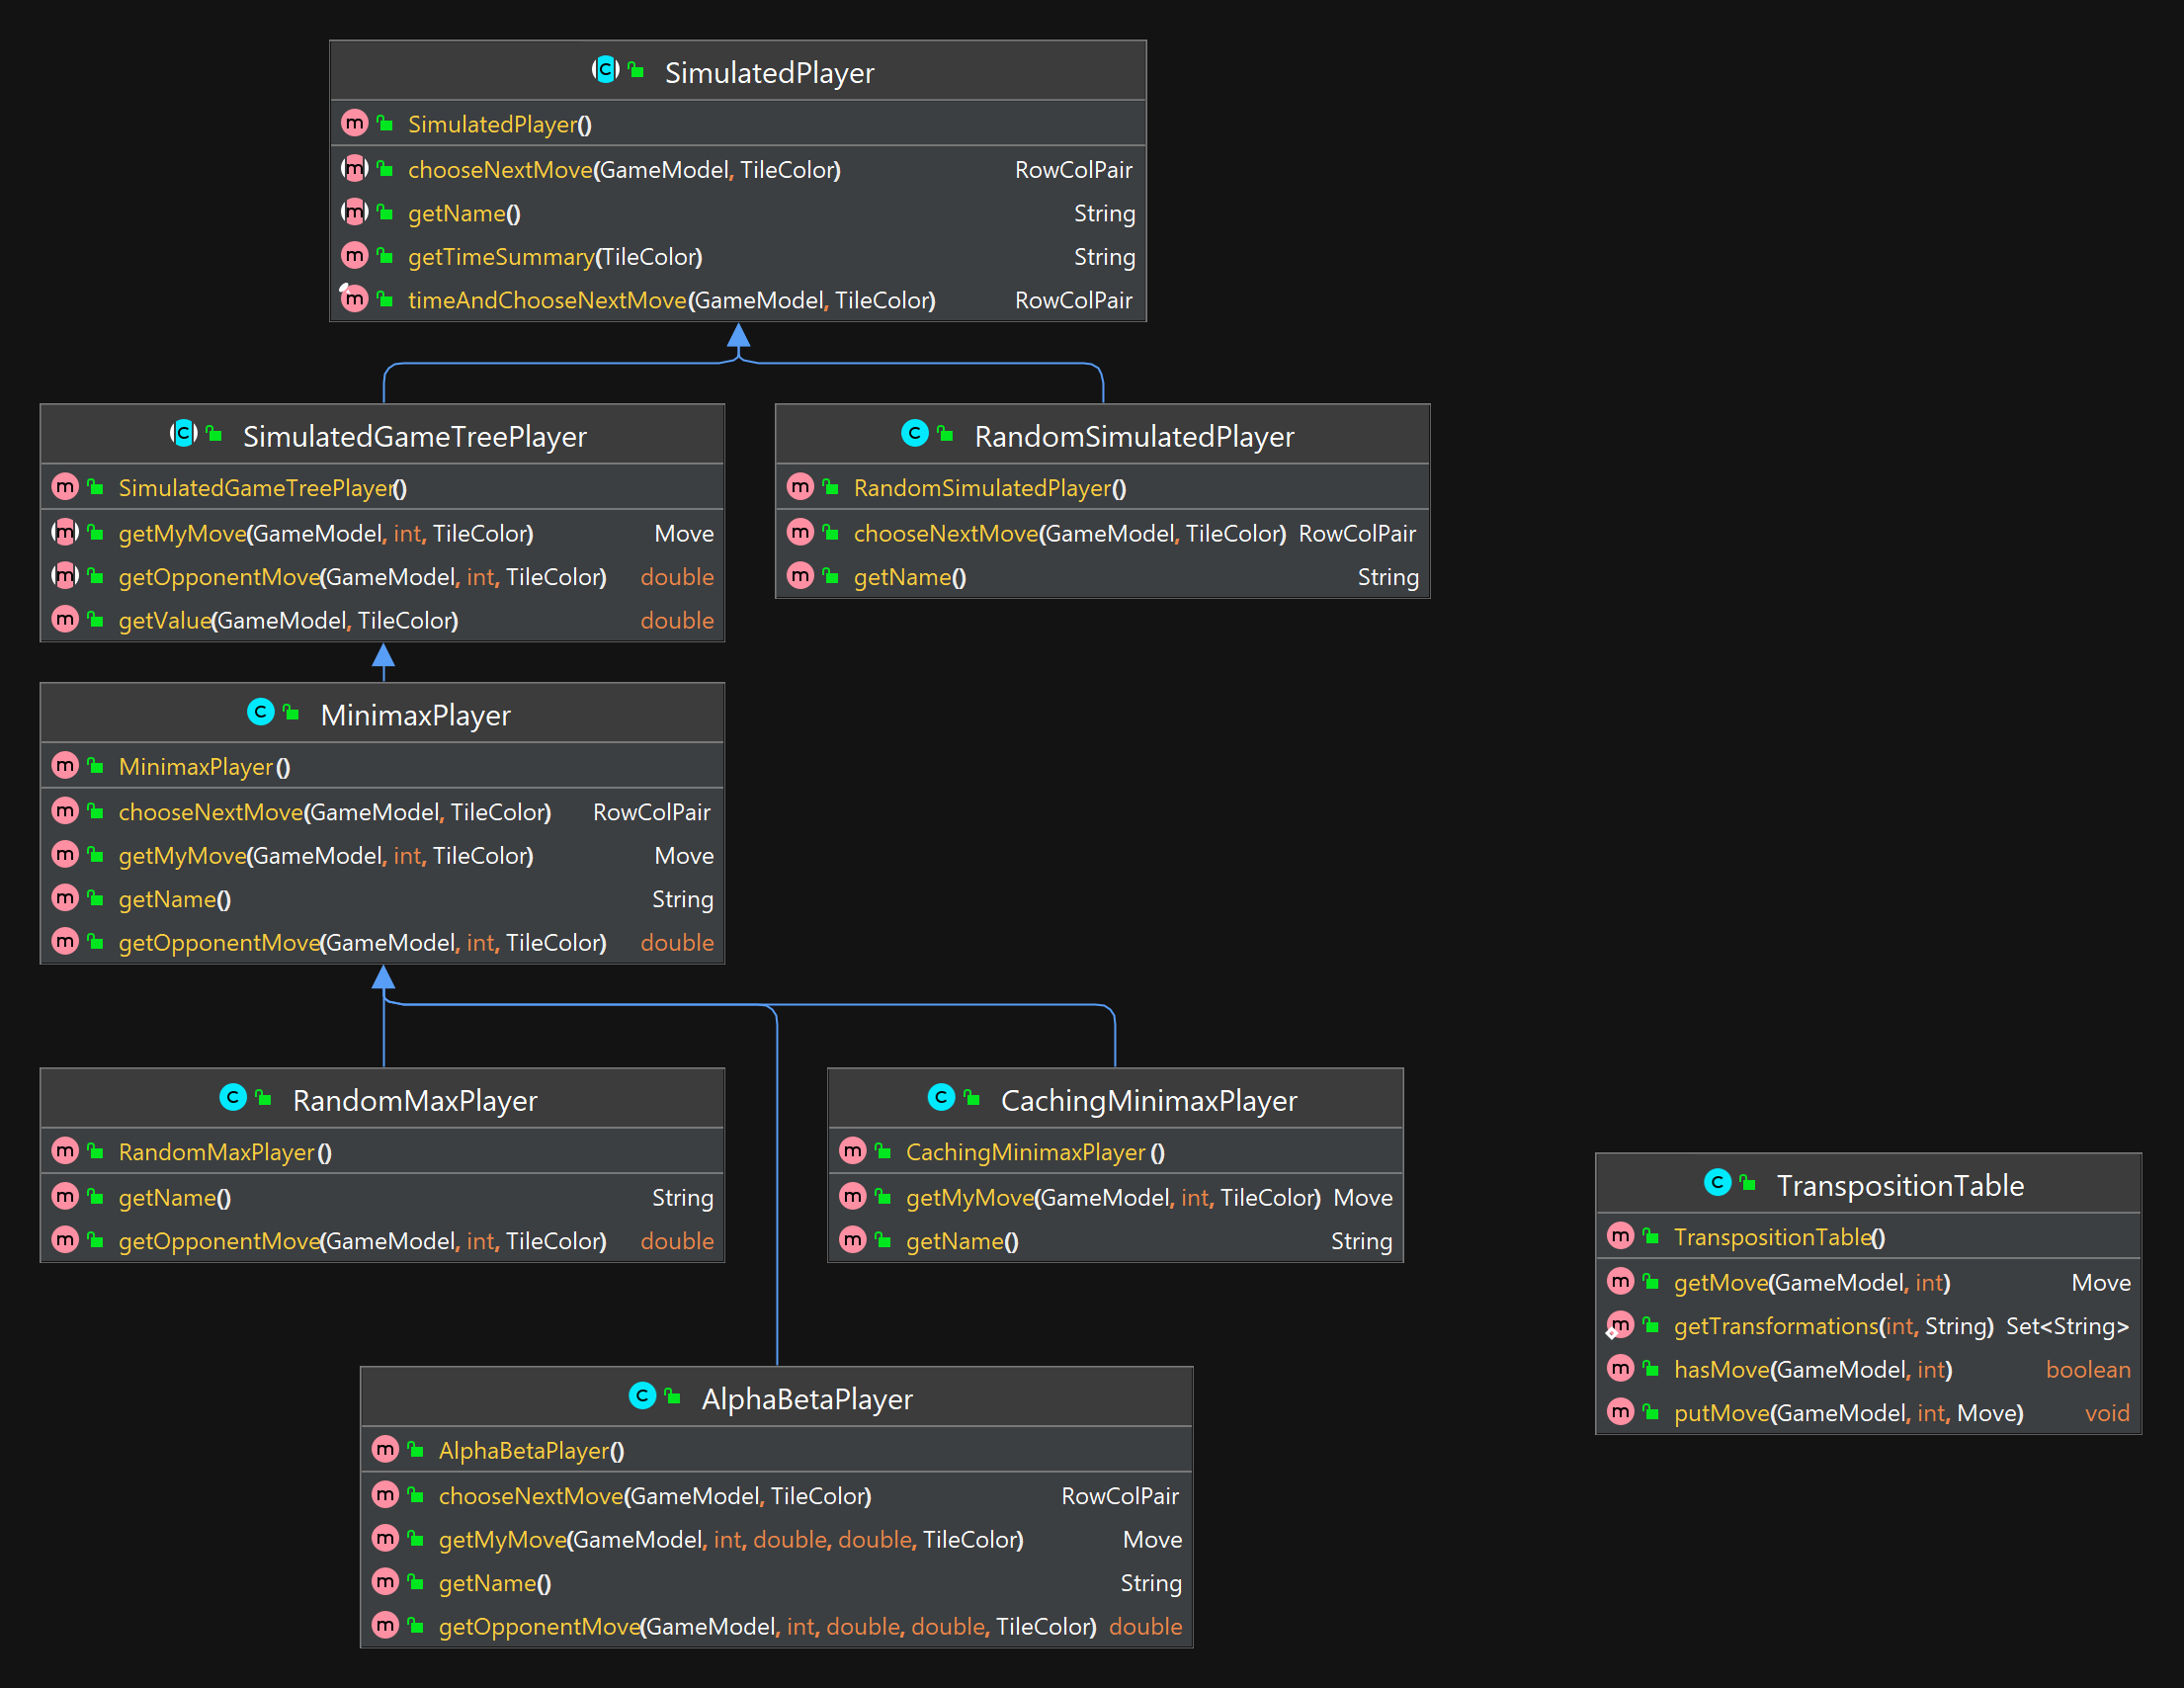 SimulatedPlayer
SimulatedPlayer()
chooseNextMove(GameModel, TileColor) RowColPair
getName() String
getTimeSummary(TileColor) String
timeAndChooseNextMove(GameModel, TileColor) RowColPair
SimulatedGameTreePlayer
SimulatedGameTreePlayer()
getMyMove(GameModel, int, TileColor) Move
getOpponentMove(GameModel, int, TileColor) double
getValue(GameModel, TileColor) double
RandomSimulatedPlayer
RandomSimulatedPlayer()
chooseNextMove(GameModel, TileColor) RowColPair
getName() String
MinimaxPlayer
MinimaxPlayer()
chooseNextMove(GameModel, TileColor) RowColPair
getMyMove(GameModel, int, TileColor) Move
getName() String
getOpponentMove(GameModel, int, TileColor) double
RandomMaxPlayer
RandomMaxPlayer()
getName() String
getOpponentMove(GameModel, int, TileColor) double
CachingMinimaxPlayer
CachingMinimaxPlayer()
getMyMove(GameModel, int, TileColor) Move
getName() String
TranspositionTable
TranspositionTable()
getMove(GameModel, int) Move
getTransformations(int, String) Set<String>
hasMove(GameModel, int) boolean
putMove(GameModel, int, Move) void
AlphaBetaPlayer
AlphaBetaPlayer()
chooseNextMove(GameModel, TileColor) RowColPair
getMyMove(GameModel, int, double, double, TileColor) Move
getName() String
getOpponentMove(GameModel, int, double, double, TileColor) double